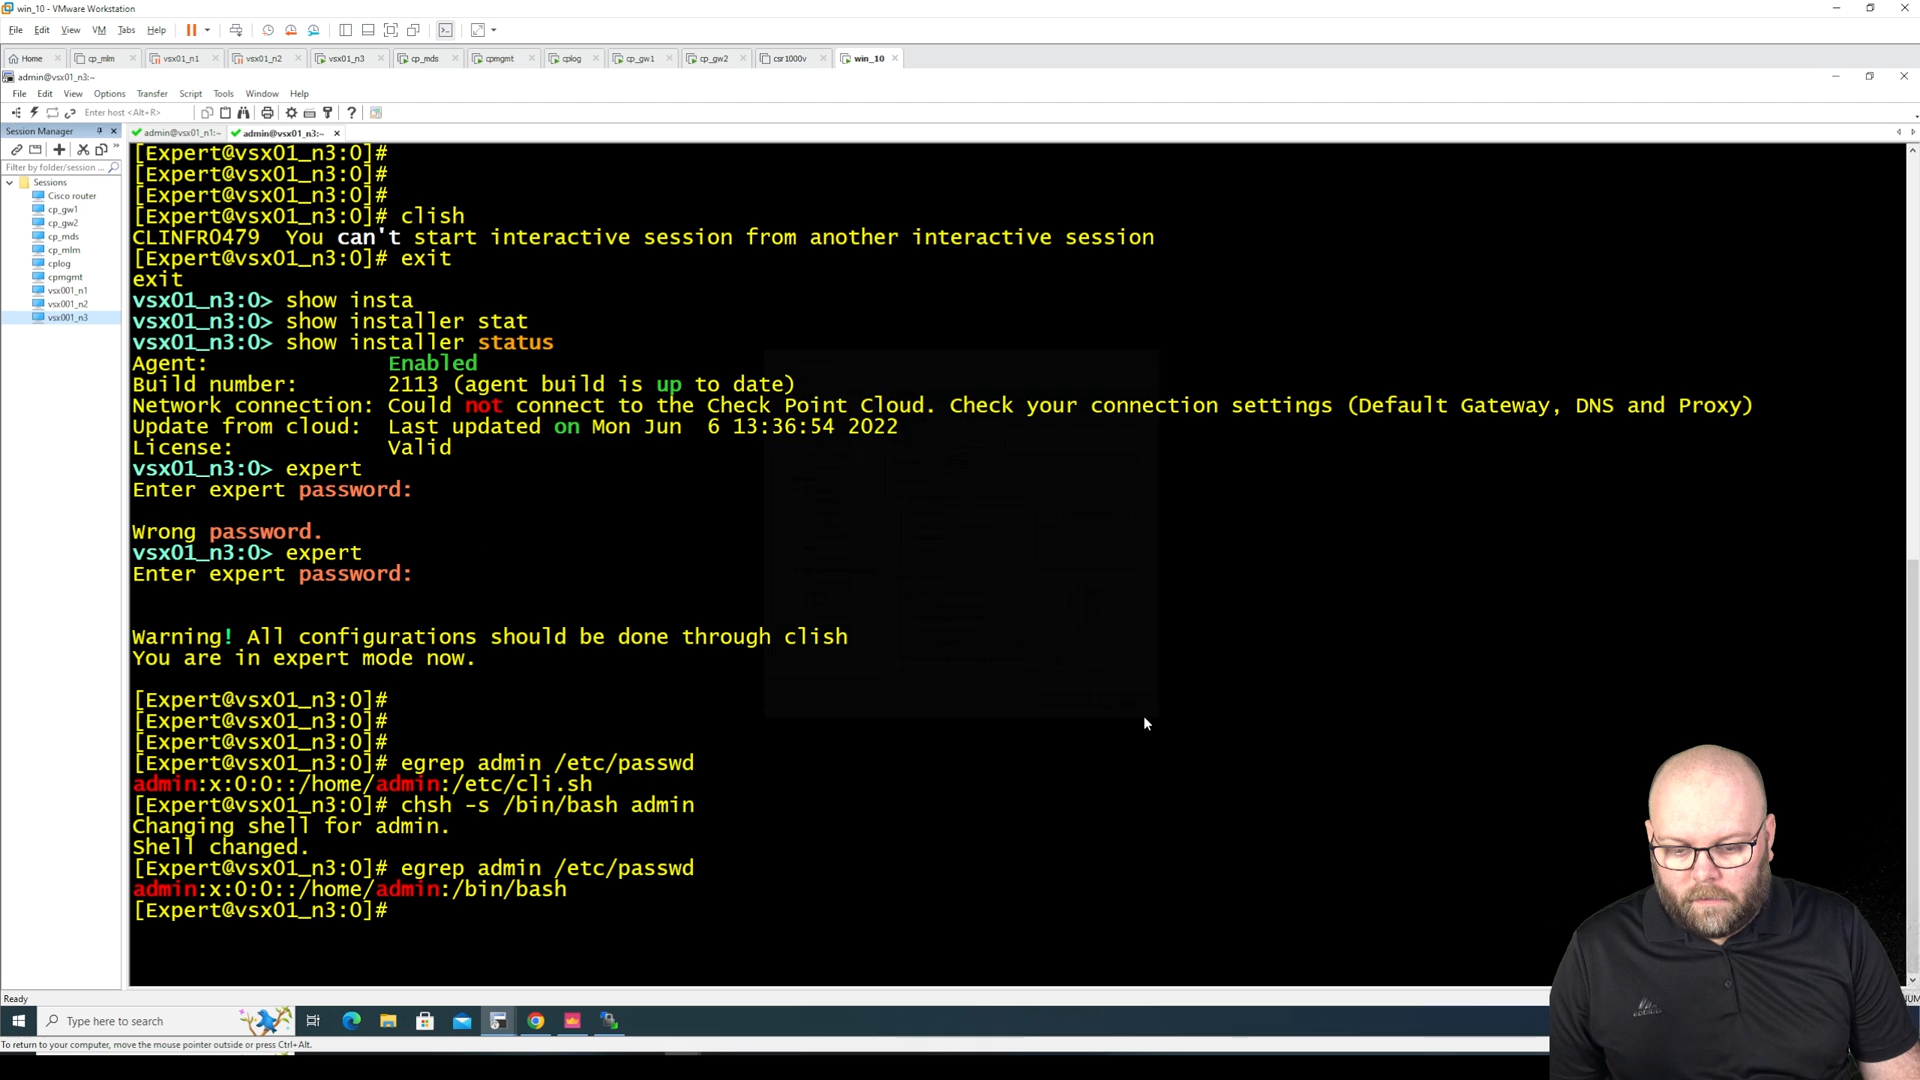 win_10 - VMware Workstation
File Edit View VM Tabs Help
Home cp_mlm vsx01_n1 vsx01_n2 vsx01_n3 cp_mds cpmgmt cplog cp_gw1 cp_gw2 csr1000v win_10
admin@vsx01_n3:~
File Edit View Options Transfer Script Tools Window Help
Enter host <Alt+R>
Session Manager admin@vsx01_n1:~ admin@vsx01_n3:~
Filter by folder/session ...
Sessions
Cisco router
cp_gw1
cp_gw2
cp_mds
cp_mlm
cplog
cpmgmt
vsx001_n1
vsx001_n2
vsx001_n3
[Expert@vsx01_n3:0]#
[Expert@vsx01_n3:0]#
[Expert@vsx01_n3:0]#
[Expert@vsx01_n3:0]# clish
CLINFR0479  You can't start interactive session from another interactive session
[Expert@vsx01_n3:0]# exit
exit
vsx01_n3:0> show insta
vsx01_n3:0> show installer stat
vsx01_n3:0> show installer status
Agent: Enabled
Build number: 2113 (agent build is up to date)
Network connection: Could not connect to the Check Point Cloud. Check your connection settings (Default Gateway, DNS and Proxy)
Update from cloud: Last updated on Mon Jun  6 13:36:54 2022
License: Valid
vsx01_n3:0> expert
Enter expert password:
Wrong password.
vsx01_n3:0> expert
Enter expert password:
Warning! All configurations should be done through clish
You are in expert mode now.
[Expert@vsx01_n3:0]#
[Expert@vsx01_n3:0]#
[Expert@vsx01_n3:0]#
[Expert@vsx01_n3:0]# egrep admin /etc/passwd
admin:x:0:0::/home/admin:/etc/cli.sh
[Expert@vsx01_n3:0]# chsh -s /bin/bash admin
Changing shell for admin.
Shell changed.
[Expert@vsx01_n3:0]# egrep admin /etc/passwd
admin:x:0:0::/home/admin:/bin/bash
[Expert@vsx01_n3:0]#
Ready
NUM
Type here to search
To return to your computer, move the mouse pointer outside or press Ctrl+Alt.